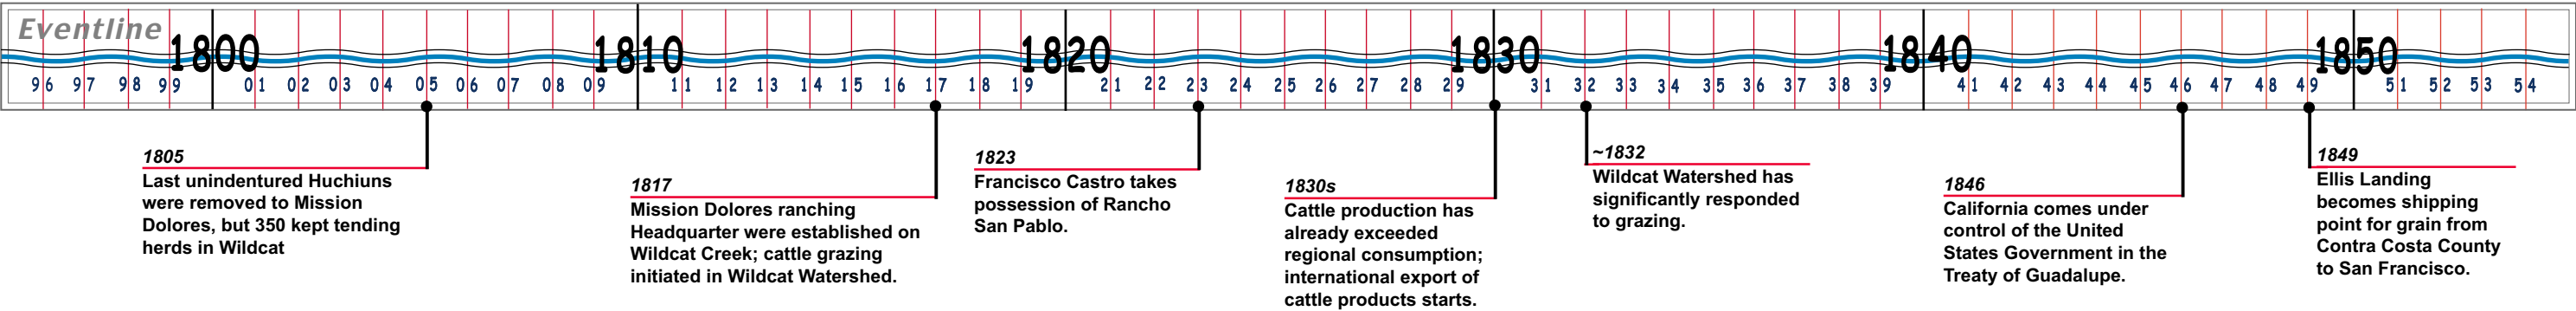 Eventline
1800 1810 1820 1830 1840 1850
96 97 98 99 01 02 03 04 05 06 07 08 09 11 12 13 14 15 16 17 18 19 21 22 23 24 25 26 27 28 29 31 32 33 34 35 36 37 38 39 41 42 43 44 45 46 47 48 49 51 52 53 54
1805
Last unindentured Huchiuns
were removed to Mission
Dolores, but 350 kept tending
herds in Wildcat
1817
Mission Dolores ranching
Headquarter were established on
Wildcat Creek; cattle grazing
initiated in Wildcat Watershed.
1823
Francisco Castro takes
possession of Rancho
San Pablo.
1830s
Cattle production has
already exceeded
regional consumption;
international export of
cattle products starts.
~1832
Wildcat Watershed has
significantly responded
to grazing.
1846
California comes under
control of the United
States Government in the
Treaty of Guadalupe.
1849
Ellis Landing
becomes shipping
point for grain from
Contra Costa County
to San Francisco.